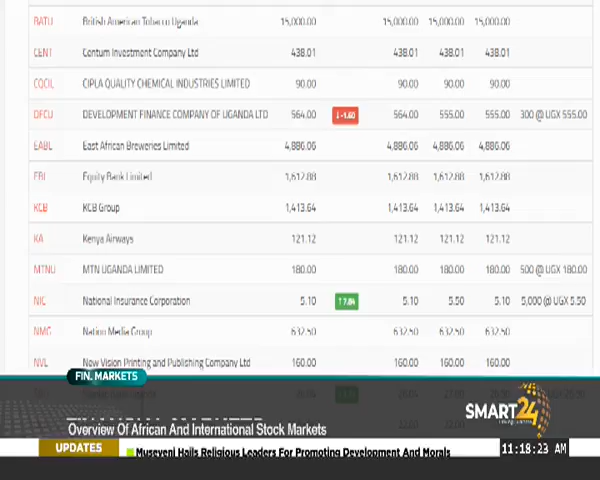 BATU British American Tobacco Uganda 15,000.00 15,000.00 15,000.00 15,000.00
CENT Centum Investment Company Ltd 438.01 438.01 438.01 438.01
CQCIL CIPLA QUALITY CHEMICAL INDUSTRIES LIMITED 90.00 90.00 90.00 90.00
DFCU DEVELOPMENT FINANCE COMPANY OF UGANDA LTD 564.00 -1.60 564.00 555.00 555.00 300 @ UGX 555.00
EABL East African Breweries Limited 4,886.06 4,886.06 4,886.06 4,886.06
EBL Equity Bank Limited 1,612.88 1,612.88 1,612.88 1,612.88
KCB KCB Group 1,413.64 1,413.64 1,413.64 1,413.64
KA Kenya Airways 121.12 121.12 121.12 121.12
MTNU MTN UGANDA LIMITED 180.00 180.00 180.00 180.00 500 @ UGX 180.00
NIC National Insurance Corporation 5.10 7.84 5.10 5.50 5.10 5,000 @ UGX 5.50
NMG Nation Media Group 632.50 632.50 632.50 632.50
NVL New Vision Printing and Publishing Company Ltd 160.00 160.00 160.00 160.00
FIN. MARKETS
Overview Of African And International Stock Markets
SMART24
UPDATES Museveni Hails Religious Leaders For Promoting Development And Morals 11:18:23 AM